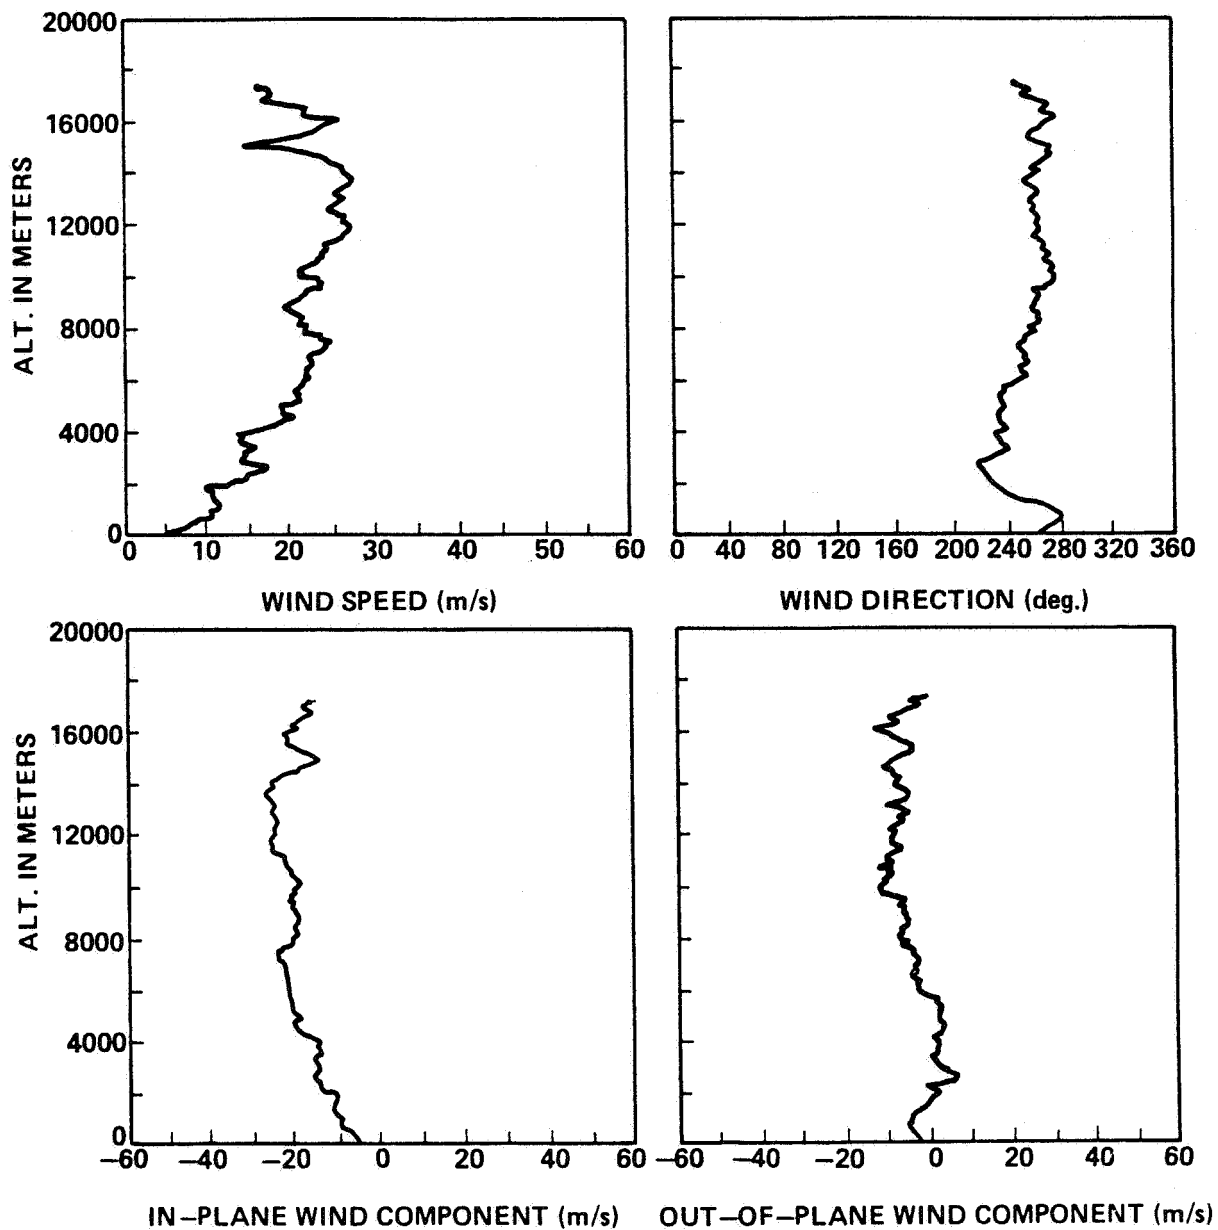 20000
16000
12000
8000
4000
0
ALT. IN METERS
0 10 20 30 40 50 60
WIND SPEED (m/s)
0 40 80 120 160 200 240 280 320 360
WIND DIRECTION (deg.)
20000
16000
12000
8000
4000
0
ALT. IN METERS
−60 −40 −20 0 20 40 60
IN−PLANE WIND COMPONENT (m/s)
−60 −40 −20 0 20 40 60
OUT−OF−PLANE WIND COMPONENT (m/s)